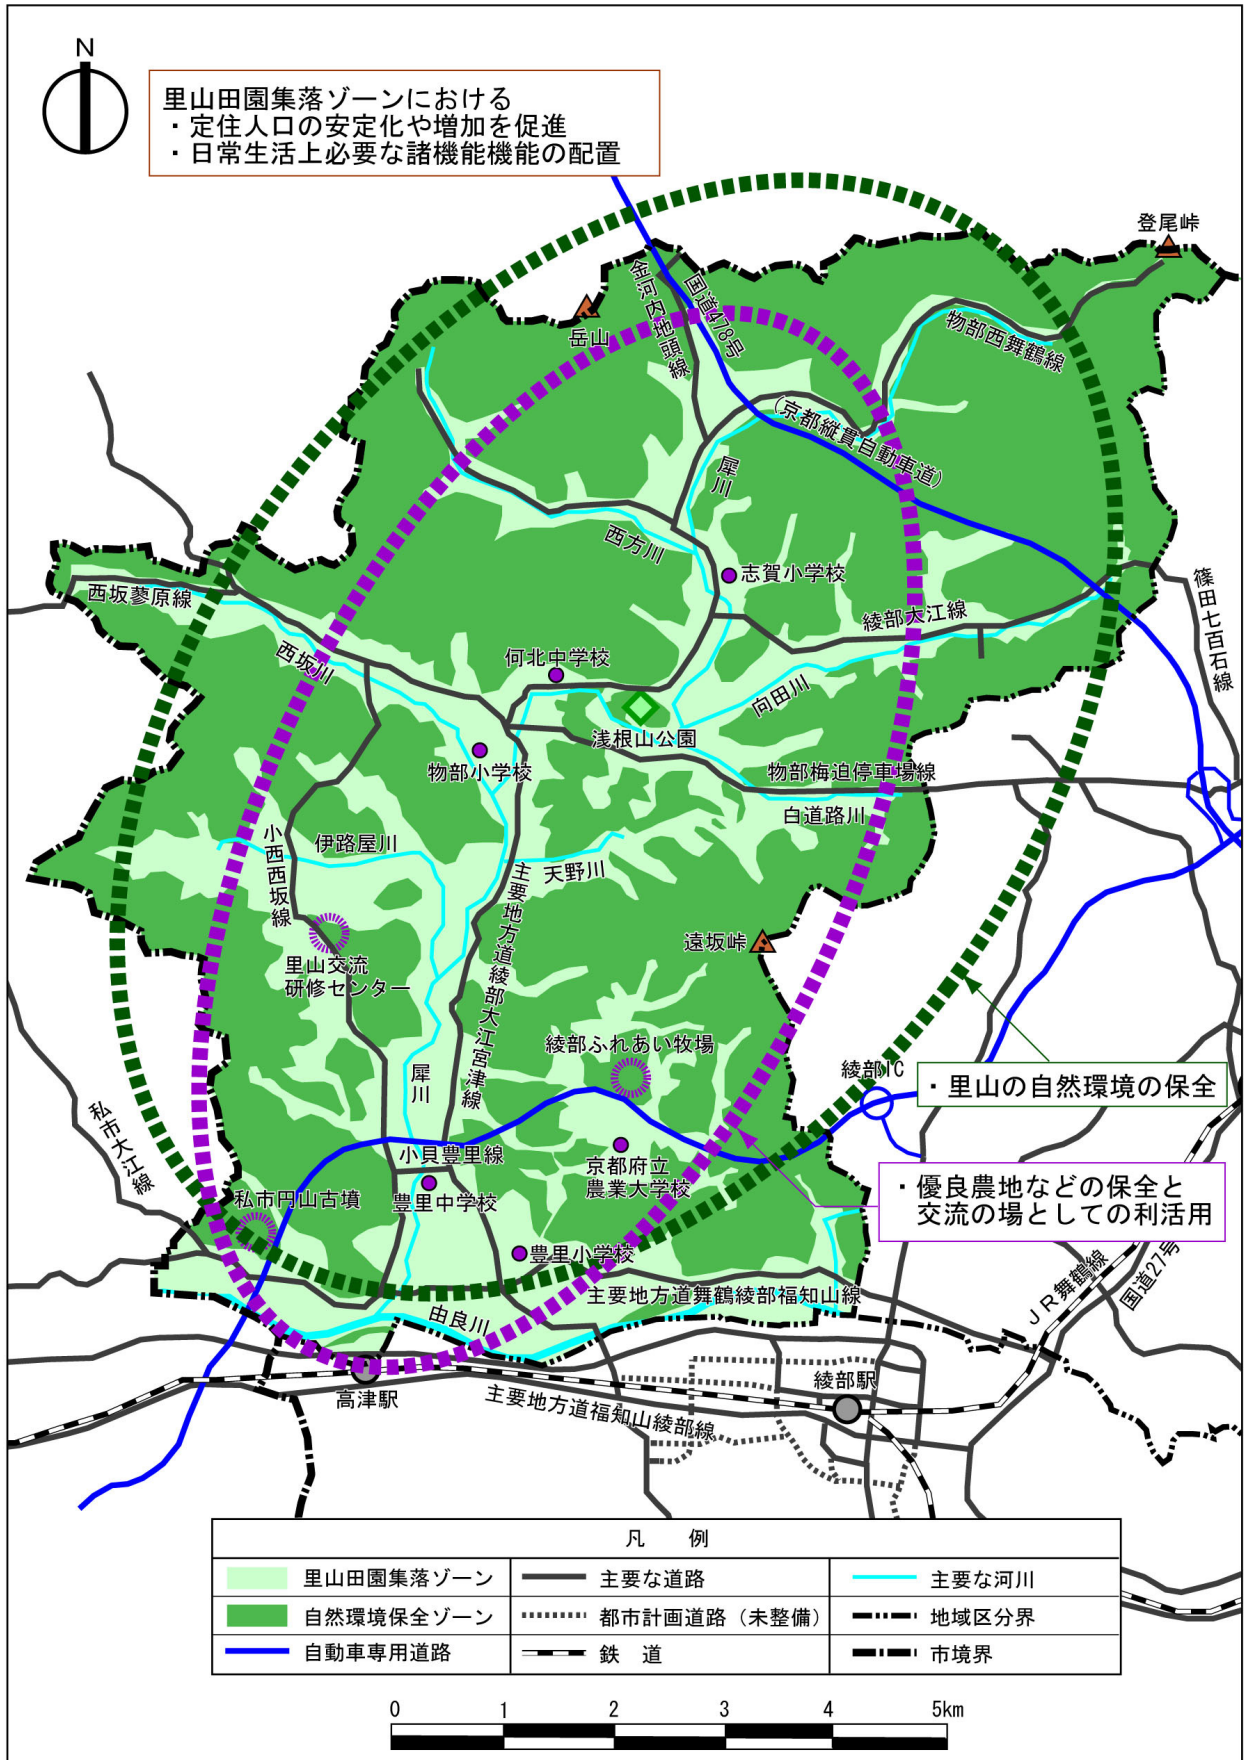 N
里山田園集落ゾーンにおける
・定住人口の安定化や増加を促進
・日常生活上必要な諸機能機能の配置
登尾峠
岳山
金河内地頭線
国道478号
物部西舞鶴線
(京都縦貫自動車道)
犀川
西方川
志賀小学校
篠田七百石線
西坂蓼原線
綾部大江線
西坂川
何北中学校
向田川
浅根山公園
物部小学校
物部梅迫停車場線
白道路川
小西西坂線
伊路屋川
天野川
主要地方道綾部大江宮津線
遠坂峠
里山交流
研修センター
綾部ふれあい牧場
綾部IC
・里山の自然環境の保全
犀川
私市大江線
小貝豊里線
京都府立
農業大学校
豊里中学校
私市円山古墳
・優良農地などの保全と
交流の場としての利活用
豊里小学校
主要地方道舞鶴綾部福知山線
JR舞鶴線
国道27号
由良川
高津駅
綾部駅
主要地方道福知山綾部線
凡 例
里山田園集落ゾーン
主要な道路
主要な河川
自然環境保全ゾーン
都市計画道路(未整備)
地域区分界
自動車専用道路
鉄 道
市境界
0 1 2 3 4 5km